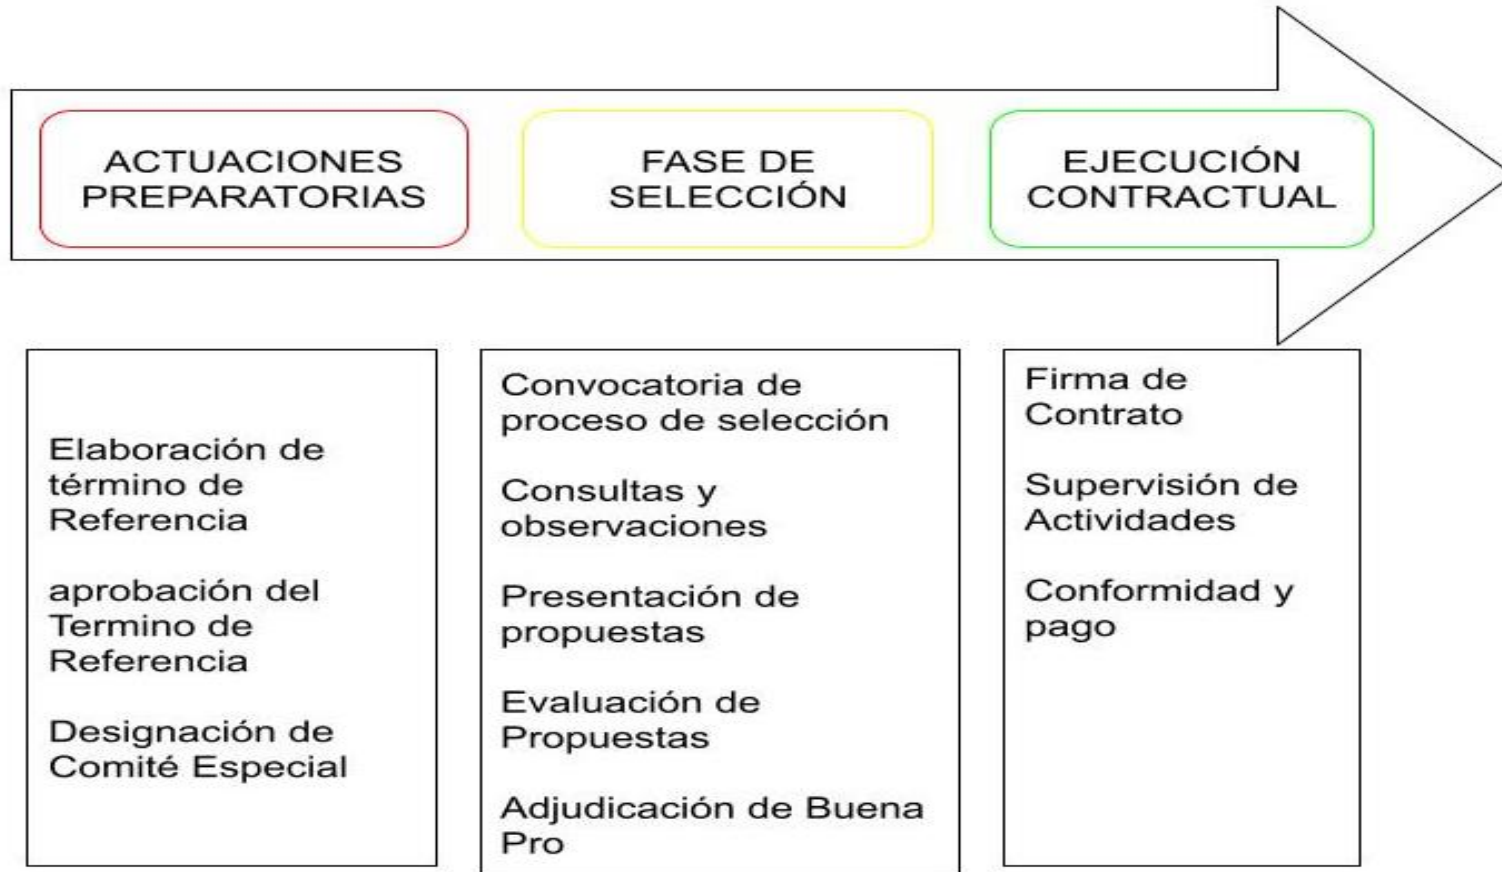 ACTUACIONES
PREPARATORIAS
FASE DE
SELECCIÓN
EJECUCIÓN
CONTRACTUAL
Elaboración de
término de
Referencia
aprobación del
Termino de
Referencia
Designación de
Comité Especial
Convocatoria de
proceso de selección
Consultas y
observaciones
Presentación de
propuestas
Evaluación de
Propuestas
Adjudicación de Buena
Pro
Firma de
Contrato
Supervisión de
Actividades
Conformidad y
pago